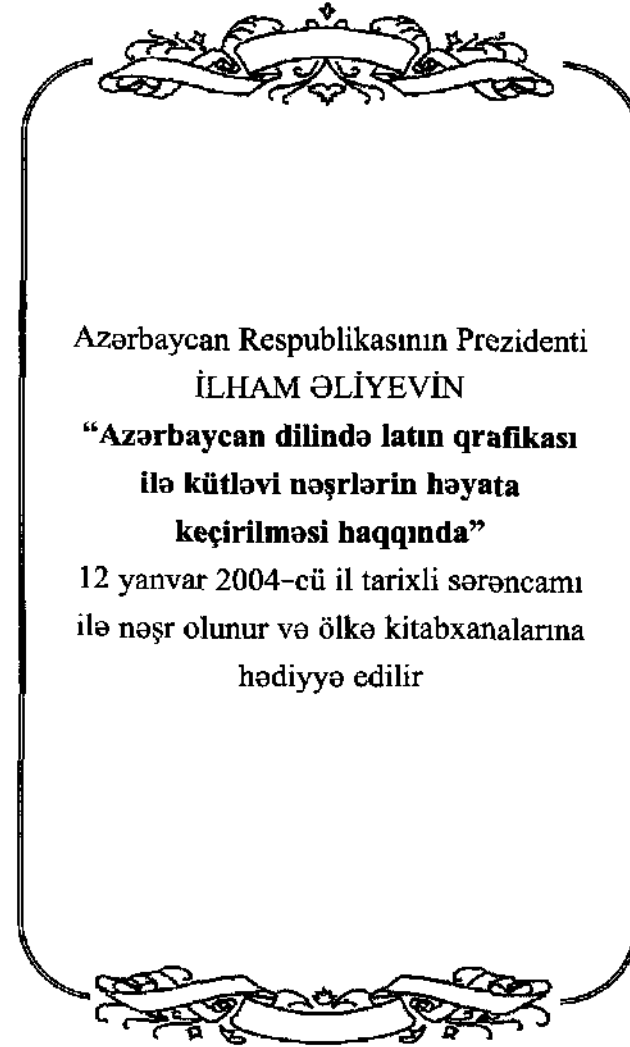 Azərbaycan Respublikasının Prezidenti
İLHAM ƏLİYEVİN
“Azərbaycan dilində latın qrafikası
ilə kütləvi nəşrlərin həyata
keçirilməsi haqqında”
12 yanvar 2004-cü il tarixli sərəncamı
ilə nəşr olunur və ölkə kitabxanalarına
hədiyyə edilir